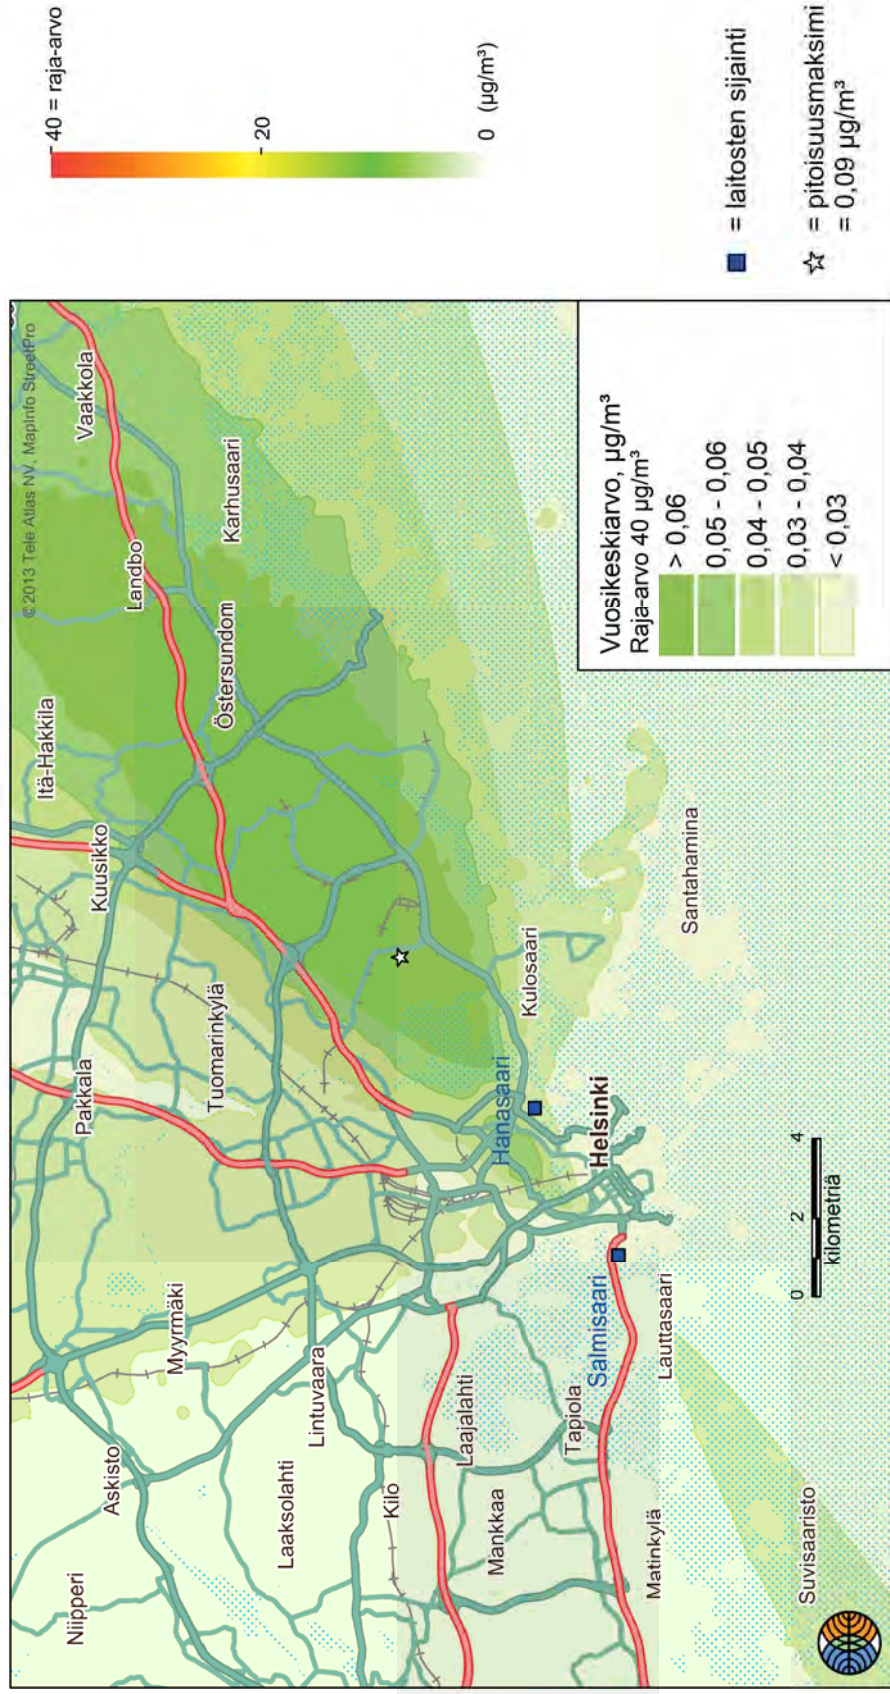 © 2013 Tele Atlas NV, MapInfo StreetPro
Vaakkola
Landbo
Karhusaari
Itä-Hakkila
Östersundom
Kuusikko
Pakkala
Tuomarinkylä
Kulosaari
Santahamina
Hanasaari
Helsinki
Myyrmäki
Askisto
Lintuvaara
Laaksolahti
Niipperi
Kilo
Laajalahti
Mankkaa
Tapiola
Salmisaari
Lauttasaari
Matinkylä
Suvisaaristo
0 2 4
kilometriä
Vuosikeskiarvo, µg/m³
Raja-arvo 40 µg/m³
> 0,06
0,05 - 0,06
0,04 - 0,05
0,03 - 0,04
< 0,03
40 = raja-arvo
20
0 (µg/m³)
= laitosten sijainti
= pitoisuusmaksimi
= 0,09 µg/m³